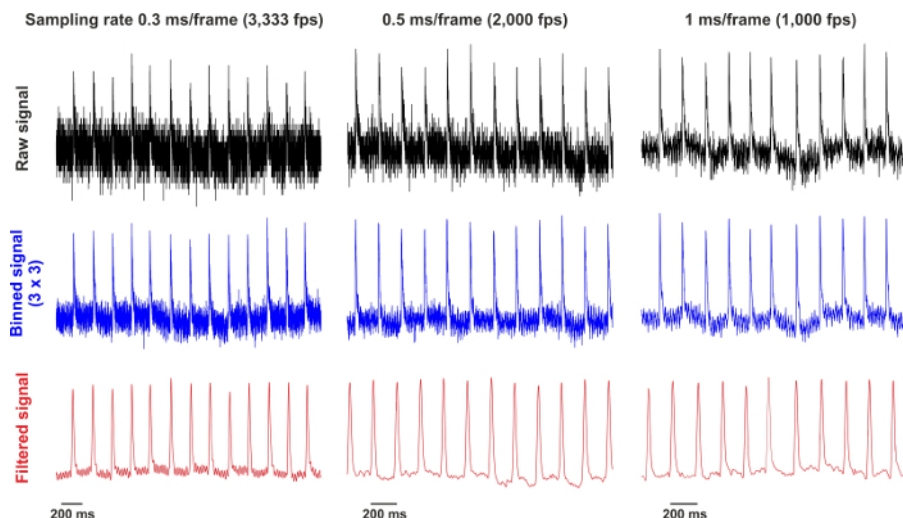 Sampling rate 0.3 ms/frame (3,333 fps)
0.5 ms/frame (2,000 fps)
1 ms/frame (1,000 fps)
Raw signal
Binned signal
(3 x 3)
Filtered signal
200 ms
200 ms
200 ms